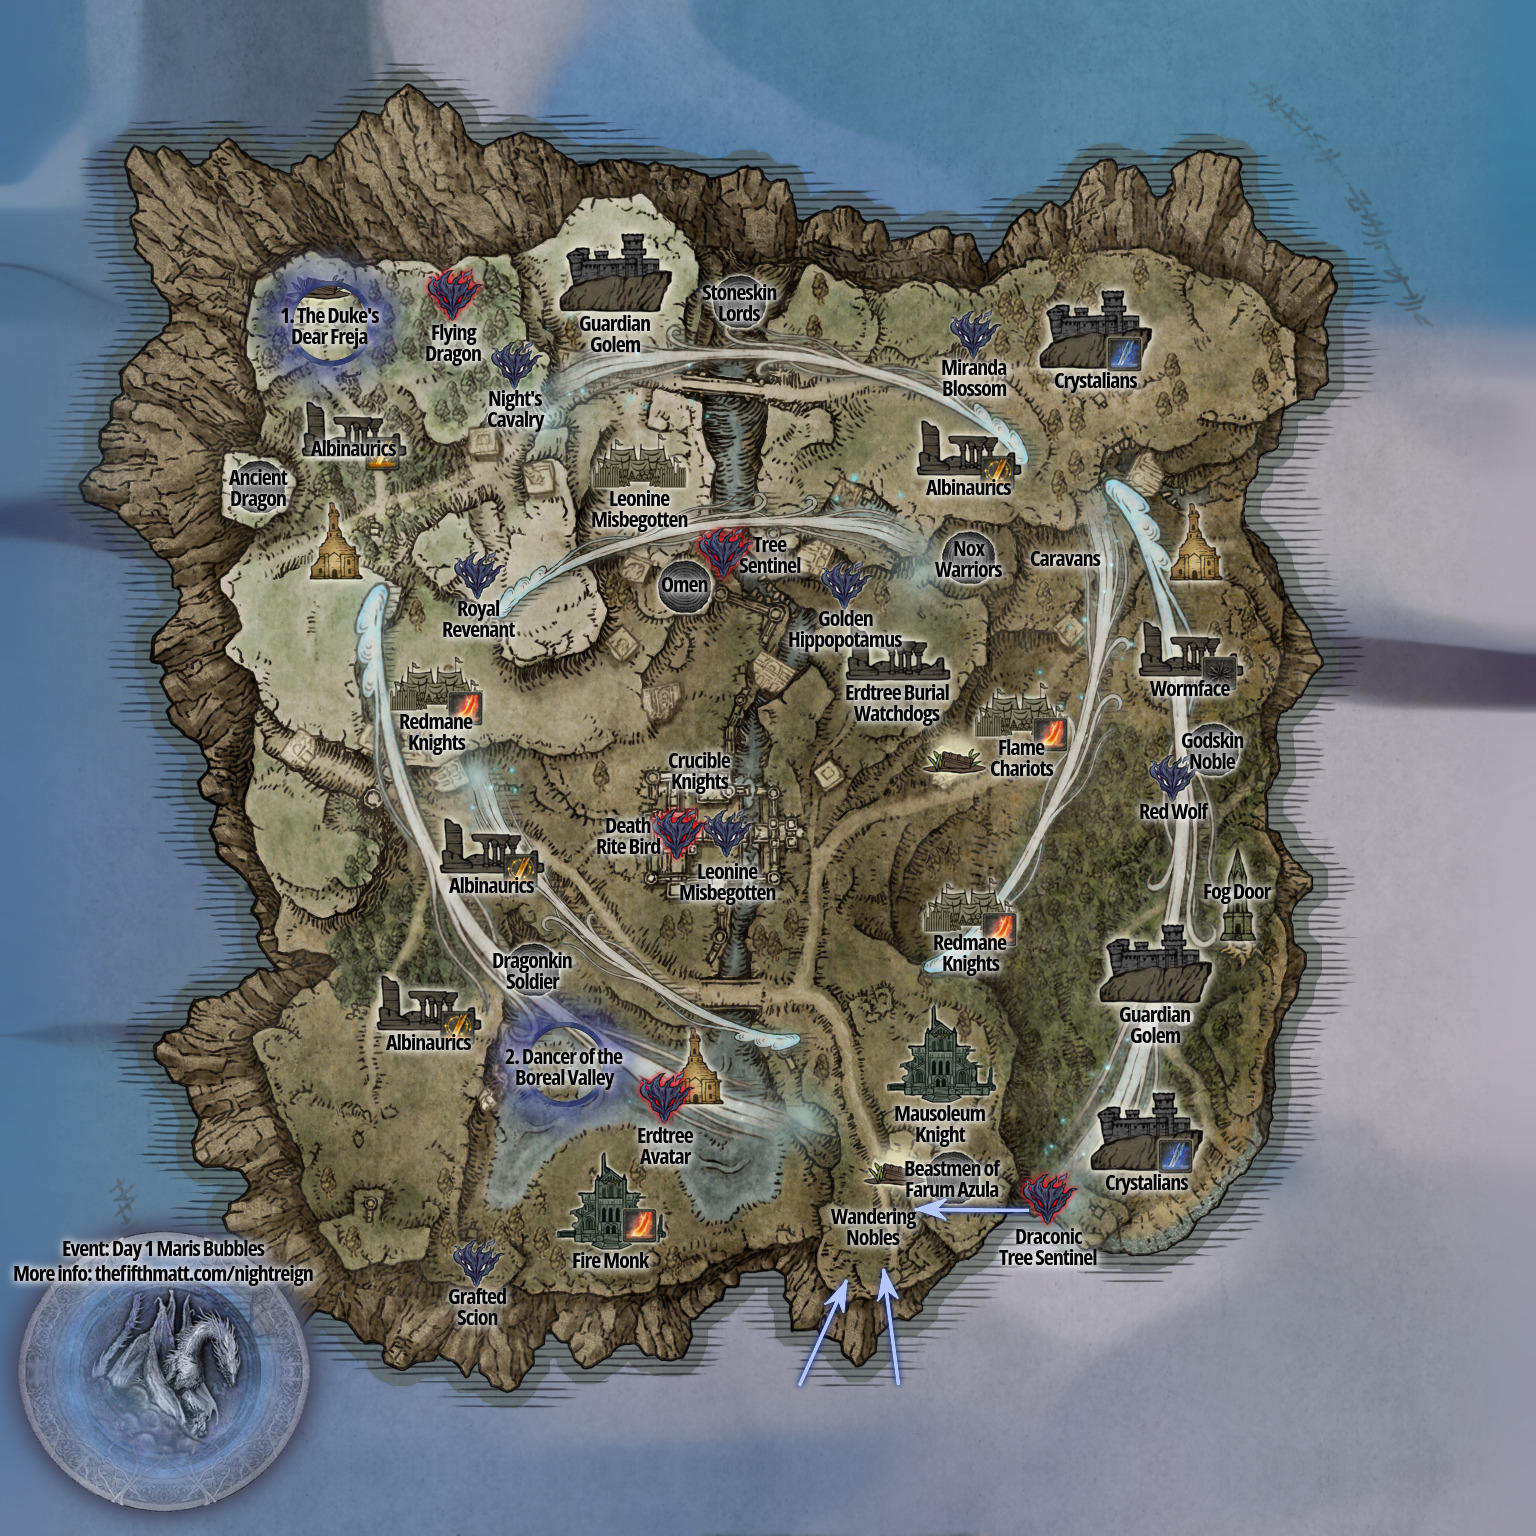 1. The Duke's
Dear Freja
Flying
Dragon
Night's
Cavalry
Guardian
Golem
Stoneskin
Lords
Miranda
Blossom
Crystalians
Albinaurics
Ancient
Dragon
Leonine
Misbegotten
Albinaurics
Tree
Sentinel
Omen
Nox
Warriors
Caravans
Royal
Revenant
Golden
Hippopotamus
Erdtree Burial
Watchdogs
Wormface
Redmane
Knights
Flame
Chariots
Godskin
Noble
Red Wolf
Crucible
Knights
Death
Rite Bird
Leonine
Misbegotten
Albinaurics
Fog Door
Redmane
Knights
Dragonkin
Soldier
Albinaurics
Guardian
Golem
2. Dancer of the
Boreal Valley
Erdtree
Avatar
Mausoleum
Knight
Beastmen of
Farum Azula
Crystalians
Wandering
Nobles
Draconic
Tree Sentinel
Fire Monk
Grafted
Scion
Event: Day 1 Maris Bubbles
More info: thefifthmatt.com/nightreign